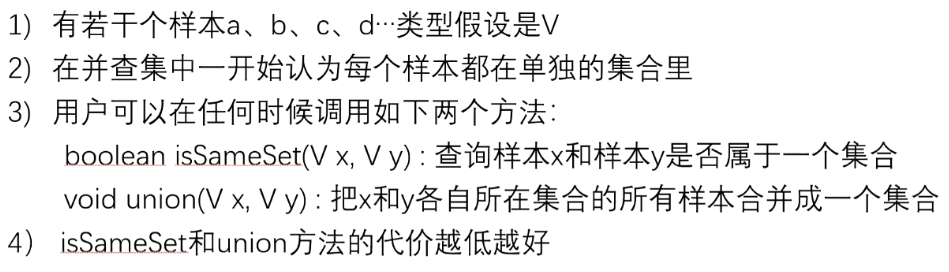 1) 有若干个样本a、b、c、d…类型假设是V
2) 在并查集中一开始认为每个样本都在单独的集合里
3) 用户可以在任何时候调用如下两个方法：
boolean isSameSet(V x, V y) : 查询样本x和样本y是否属于一个集合
void union(V x, V y) : 把x和y各自所在集合的所有样本合并成一个集合
4） isSameSet和union方法的代价越低越好